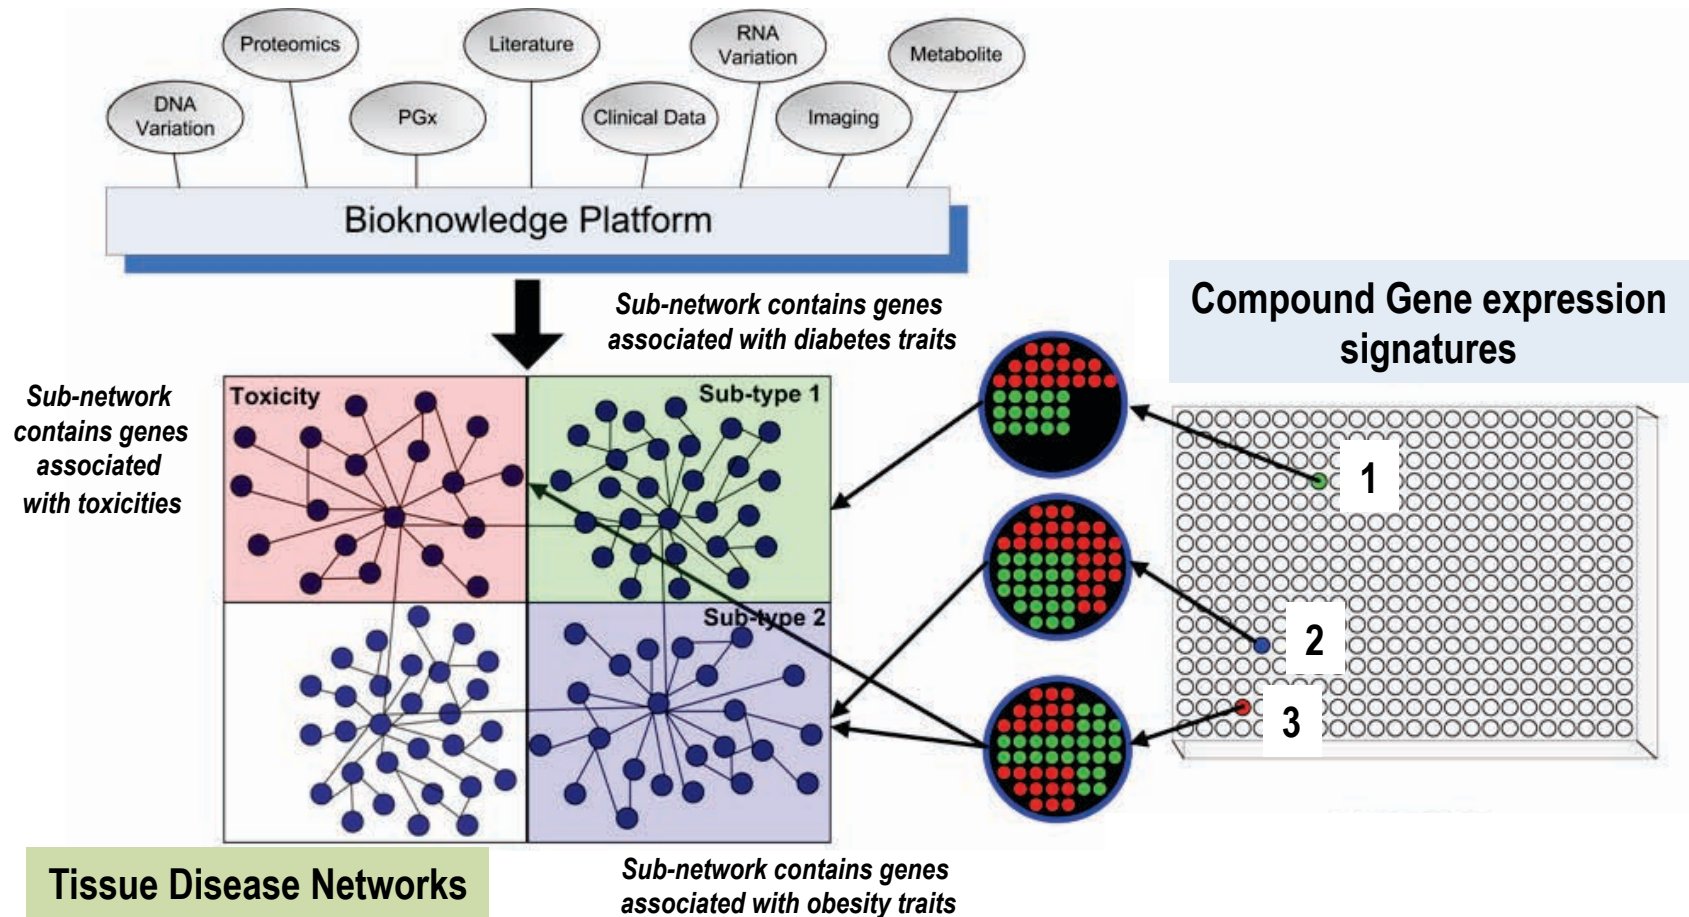 Proteomics
Literature
RNA
Variation
Metabolite
DNA
Variation
PGx
Clinical Data
Imaging
Bioknowledge Platform
Sub-network contains genes
associated with diabetes traits
Compound Gene expression
signatures
Sub-network
contains genes
associated
with toxicities
Toxicity
Sub-type 1
Sub-type 2
1
2
3
Tissue Disease Networks
Sub-network contains genes
associated with obesity traits